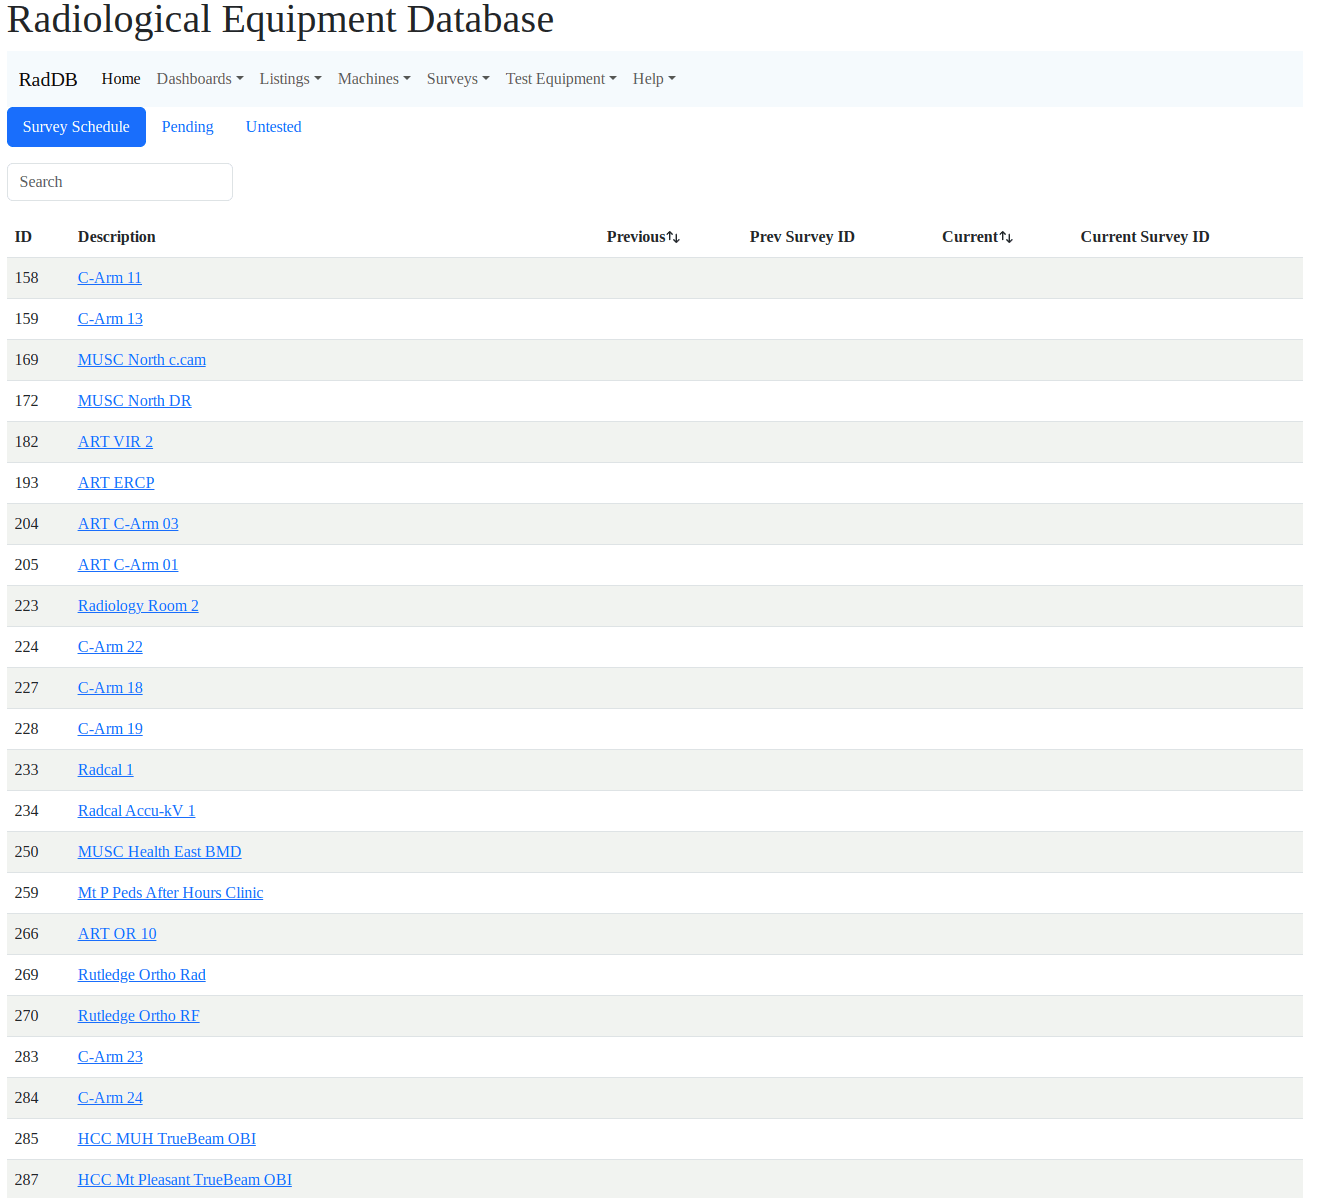 Radiological Equipment Database
RadDB Home Dashboards Listings Machines Surveys Test Equipment Help
Survey Schedule Pending Untested
Search
ID Description Previous Prev Survey ID Current Current Survey ID
158 C-Arm 11
159 C-Arm 13
169 MUSC North c.cam
172 MUSC North DR
182 ART VIR 2
193 ART ERCP
204 ART C-Arm 03
205 ART C-Arm 01
223 Radiology Room 2
224 C-Arm 22
227 C-Arm 18
228 C-Arm 19
233 Radcal 1
234 Radcal Accu-kV 1
250 MUSC Health East BMD
259 Mt P Peds After Hours Clinic
266 ART OR 10
269 Rutledge Ortho Rad
270 Rutledge Ortho RF
283 C-Arm 23
284 C-Arm 24
285 HCC MUH TrueBeam OBI
287 HCC Mt Pleasant TrueBeam OBI